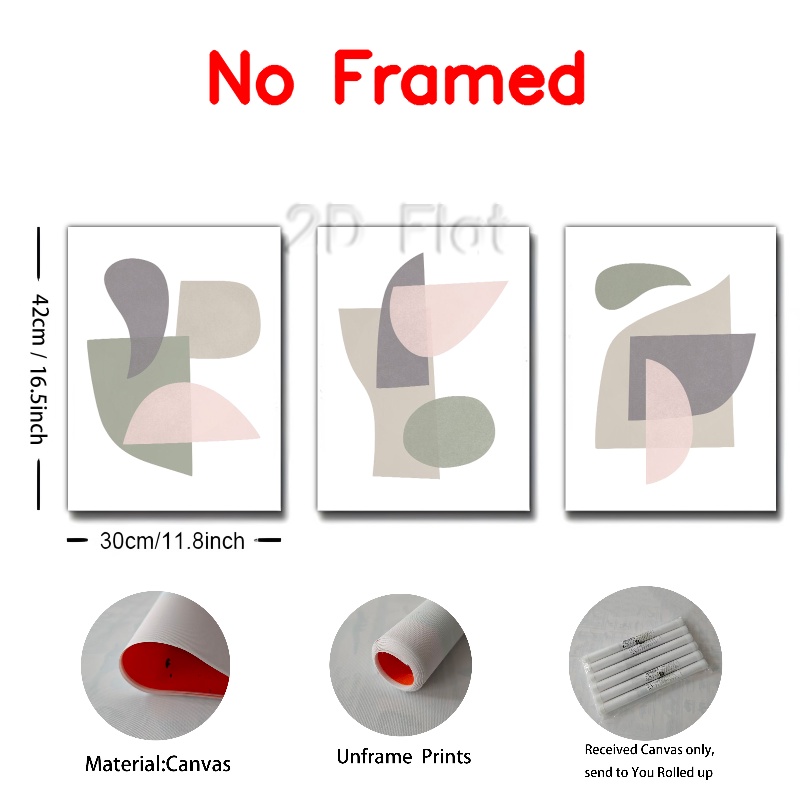 No Framed
2D Flat
42cm / 16.5inch
30cm/11.8inch
Material:Canvas
Unframe Prints
Received Canvas only,
send to You Rolled up